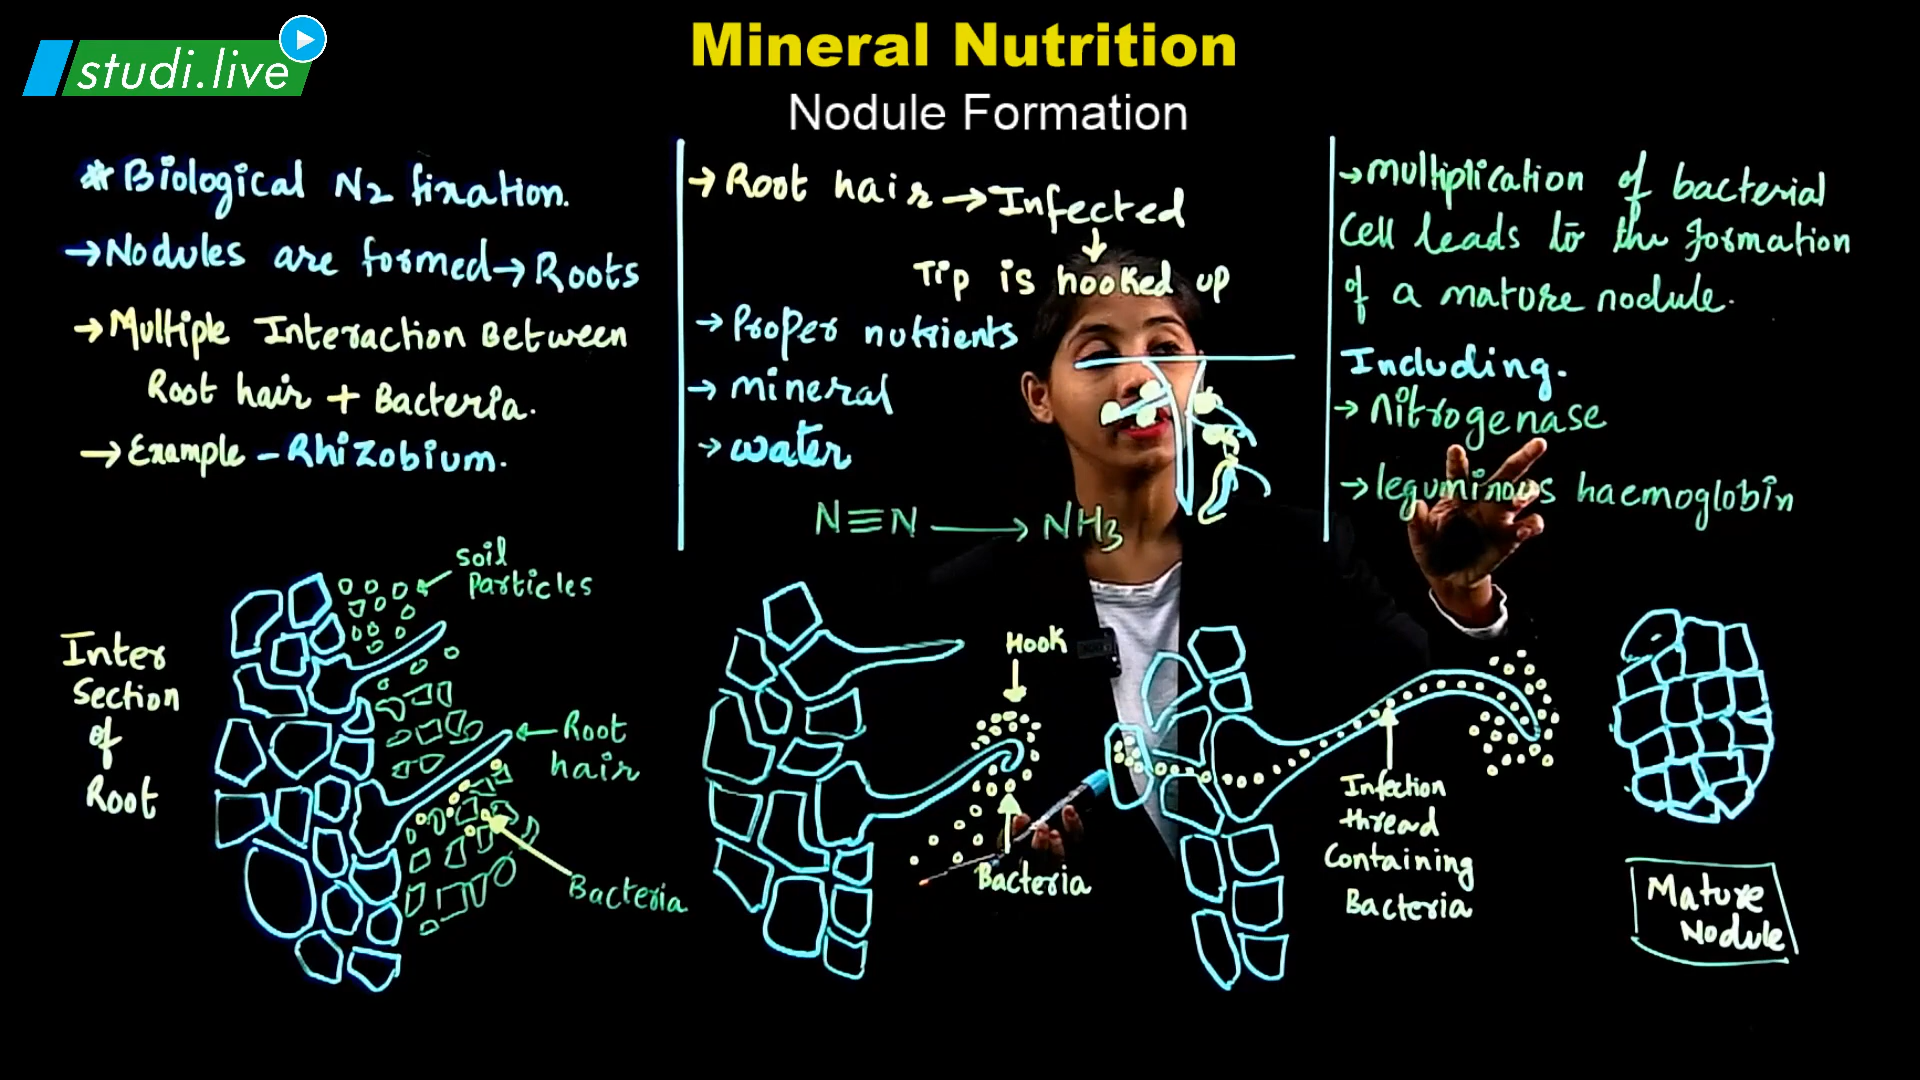 studi.live
Mineral Nutrition
Nodule Formation
* Biological N2 fixation.
→ Nodules are formed → Roots
→ Multiple Interaction Between
Root hair + Bacteria.
→ Example - Rhizobium.
→ Root hair → Infected
↓
Tip is hooked up
→ Proper nutrients
→ mineral
→ water
N≡N → NH3
→ multiplication of bacterial
Cell leads to the formation
of a mature nodule.
Including.
→ Nitrogenase
→ leguminous haemoglobin
Inter
Section
of
Root
soil
particles
Root
hair
Bacteria
Hook
Bacteria
Infection
thread
Containing
Bacteria
Mature
Nodule